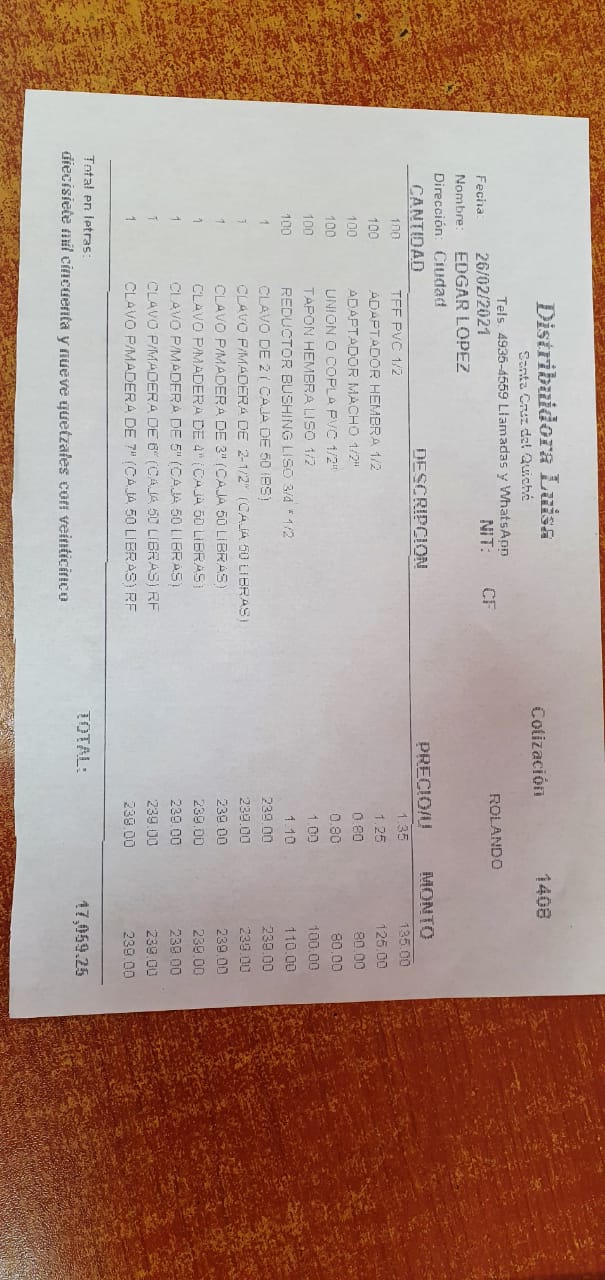 Distribuidora Luisa
Santa Cruz del Quiché
Cotización 1408
Tels. 4935-4559 Llamadas y WhatsApp
Fecha: 26/02/2021 NIT: CF ROLANDO
Nombre: EDGAR LOPEZ
Dirección: Ciudad
CANTIDAD DESCRIPCION PRECIO/U MONTO
100 TEE PVC 1/2 1.35 135.00
100 ADAPTADOR HEMBRA 1/2 1.25 125.00
100 ADAPTADOR MACHO 1/2" 0.80 80.00
100 UNION O COPLA PVC 1/2" 0.80 80.00
100 TAPON HEMBRA LISO 1/2 1.00 100.00
100 REDUCTOR BUSHING LISO 3/4 * 1/2 1.10 110.00
1 CLAVO DE 2 ( CAJA DE 50 lBS) 239.00 239.00
1 CLAVO P/MADERA DE 2-1/2" (CAJA 50 LIBRAS) 239.00 239.00
1 CLAVO P/MADERA DE 3" (CAJA 50 LIBRAS) 239.00 239.00
1 CLAVO P/MADERA DE 4" (CAJA 50 LIBRAS) 239.00 239.00
1 CLAVO P/MADERA DE 5" (CAJA 50 LIBRAS) 239.00 239.00
1 CLAVO P/MADERA DE 6" (CAJA 50 LIBRAS) RF 239.00 239.00
1 CLAVO P/MADERA DE 7" (CAJA 50 LIBRAS) RF 239.00 239.00
Total en letras: TOTAL: 17,059.25
diecisiete mil cincuenta y nueve quetzales con veinticinco